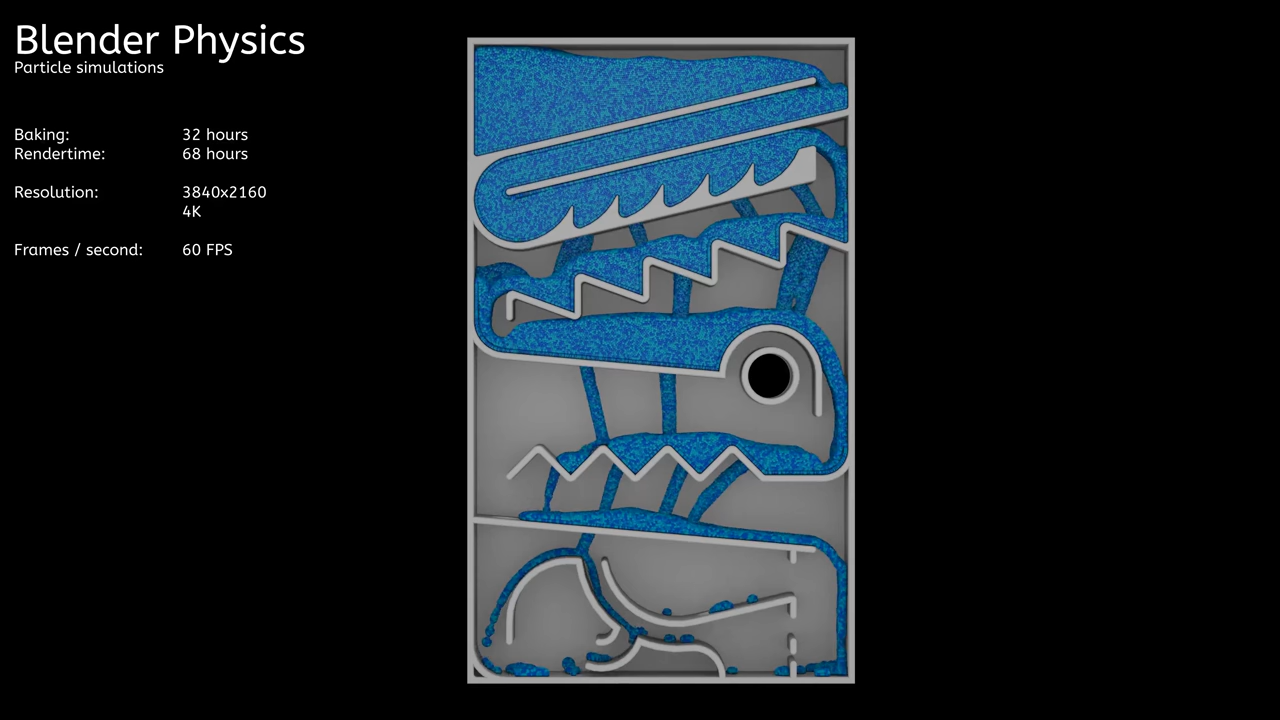 Blender Physics
Particle simulations
Baking: 32 hours
Rendertime: 68 hours
Resolution: 3840x2160
4K
Frames / second: 60 FPS